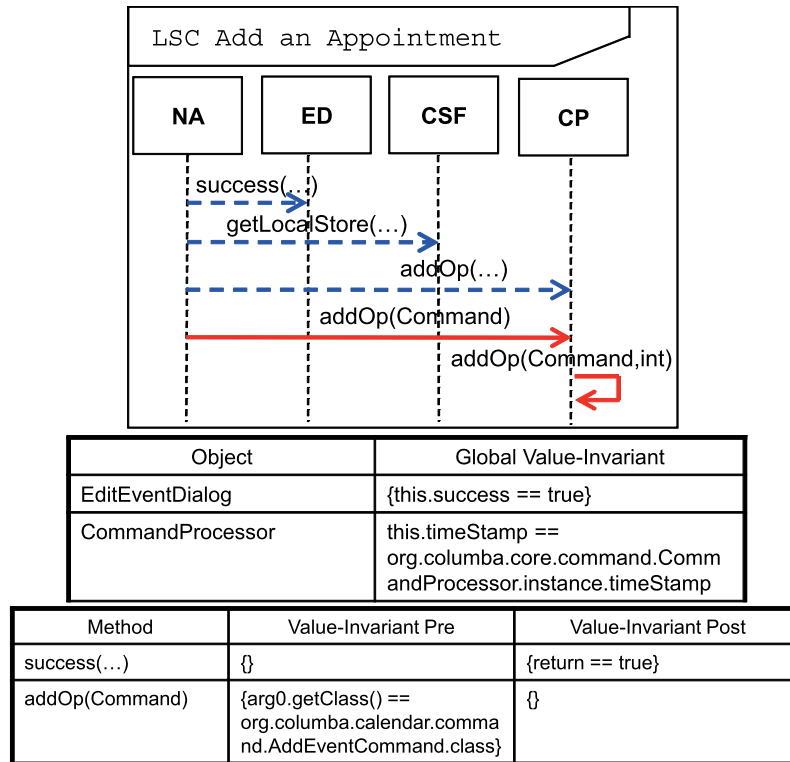 LSC Add an Appointment
NA
ED
CSF
CP
success(...)
getLocalStore(...)
addOp(...)
addOp(Command)
addOp(Command,int)
Object
Global Value-Invariant
EditEventDialog
{this.success == true}
CommandProcessor
this.timeStamp ==
org.columba.core.command.Comm
andProcessor.instance.timeStamp
Method
Value-Invariant Pre
Value-Invariant Post
success(…)
{}
{return == true}
addOp(Command)
{arg0.getClass() ==
org.columba.calendar.comma
nd.AddEventCommand.class}
{}